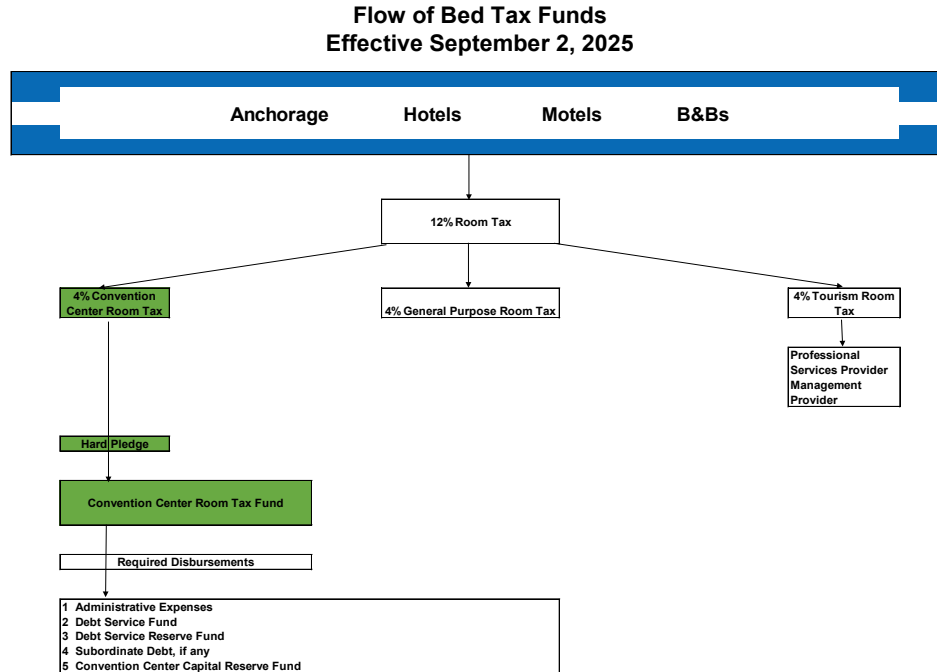 Flow of Bed Tax Funds
Effective September 2, 2025
Anchorage Hotels Motels B&Bs
12% Room Tax
4% Convention
Center Room Tax
4% General Purpose Room Tax
4% Tourism Room
Tax
Professional
Services Provider
Management
Provider
Hard Pledge
Convention Center Room Tax Fund
Required Disbursements
1 Administrative Expenses
2 Debt Service Fund
3 Debt Service Reserve Fund
4 Subordinate Debt, if any
5 Convention Center Capital Reserve Fund